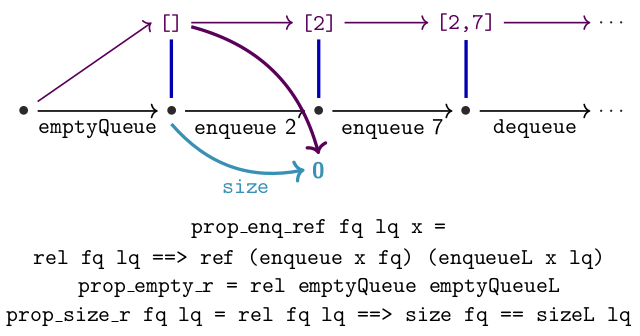 [] [2] [2,7] ···
emptyQueue enqueue 2 enqueue 7 dequeue ···
0
size
prop_enq_ref fq lq x =
rel fq lq ==> ref (enqueue x fq) (enqueueL x lq)
prop_empty_r = rel emptyQueue emptyQueueL
prop_size_r fq lq = rel fq lq ==> size fq == sizeL lq